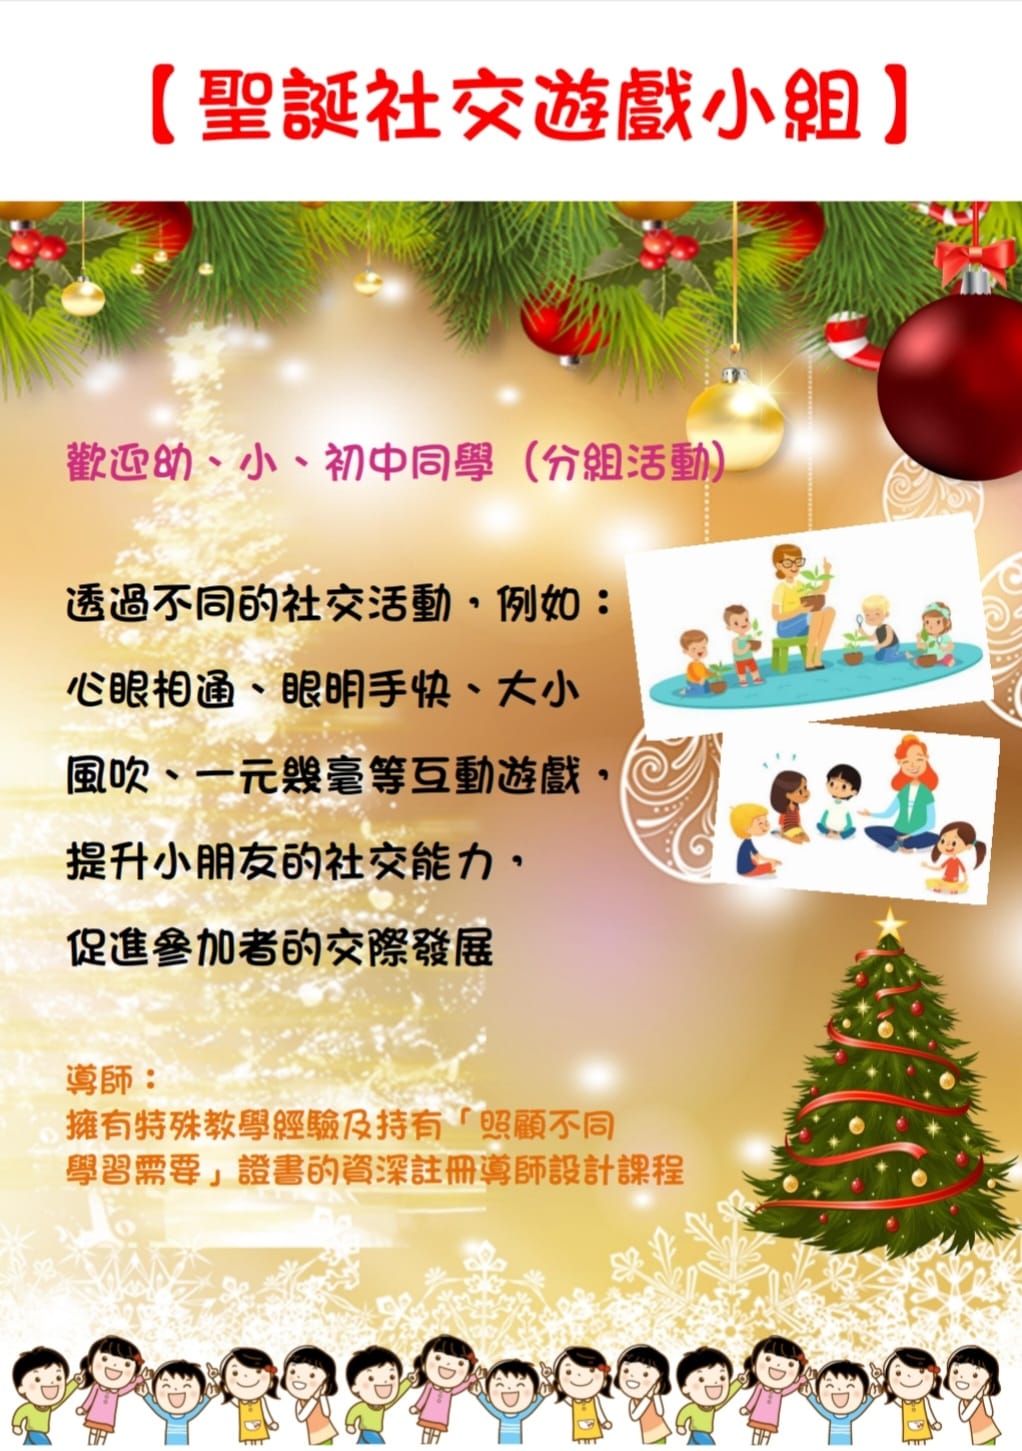 【聖誕社交遊戲小組】
歡迎幼、小、初中同學（分組活動）
透過不同的社交活動，例如：
心眼相通、眼明手快、大小
風吹、一元幾毫等互動遊戲，
提升小朋友的社交能力，
促進參加者的交際發展
導師：
擁有特殊教學經驗及持有「照顧不同
學習需要」證書的資深註冊導師設計課程